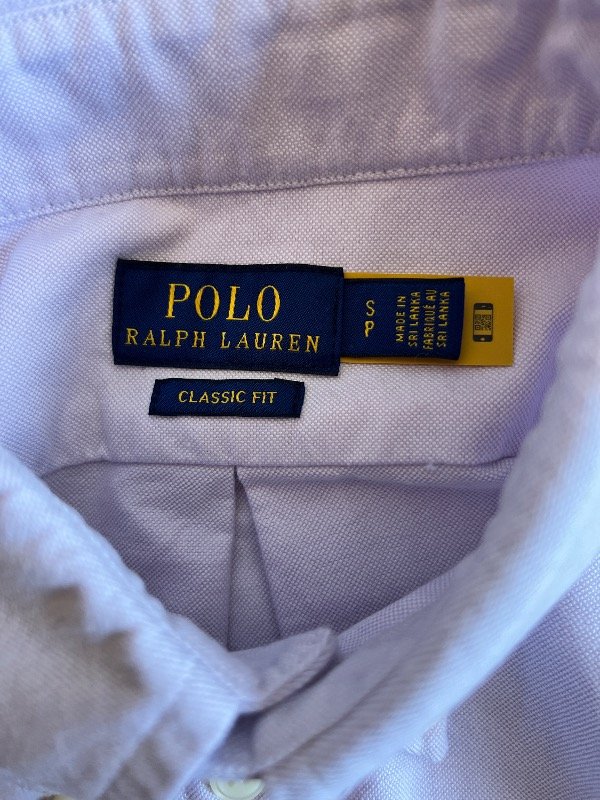 POLO
RALPH LAUREN
CLASSIC FIT
S
P
MADE IN
SRI LANKA
FABRIQUÉ AU
SRI LANKA